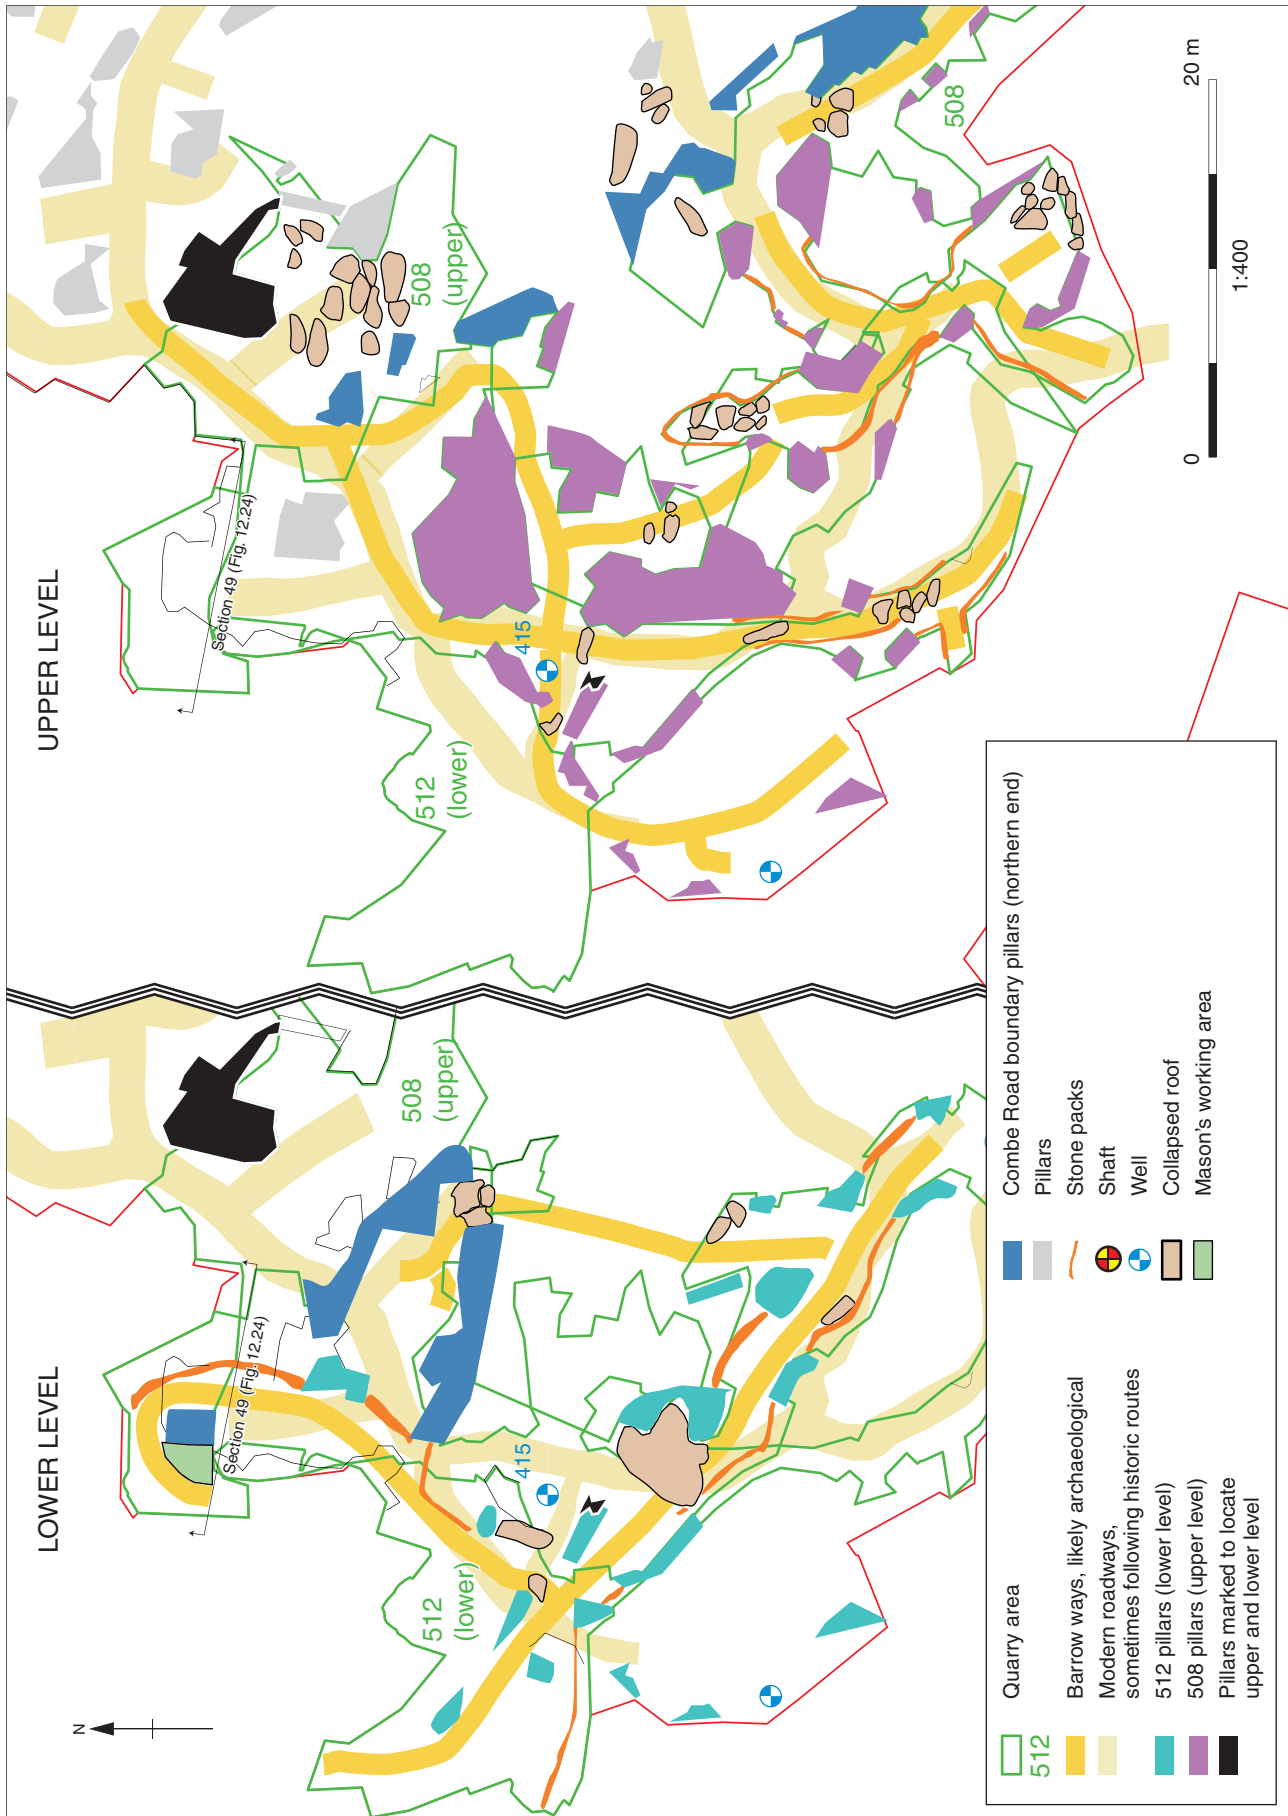 LOWER LEVEL
UPPER LEVEL
N
Section 49 (Fig. 12.24)
512
(lower)
415
508
(upper)
Section 49 (Fig. 12.24)
512
(lower)
415
508
(upper)
508
0
20 m
1:400
512
Quarry area
Barrow ways, likely archaeological
Modern roadways,
sometimes following historic routes
512 pillars (lower level)
508 pillars (upper level)
Pillars marked to locate
upper and lower level
Combe Road boundary pillars (northern end)
Pillars
Stone packs
Shaft
Well
Collapsed roof
Mason's working area